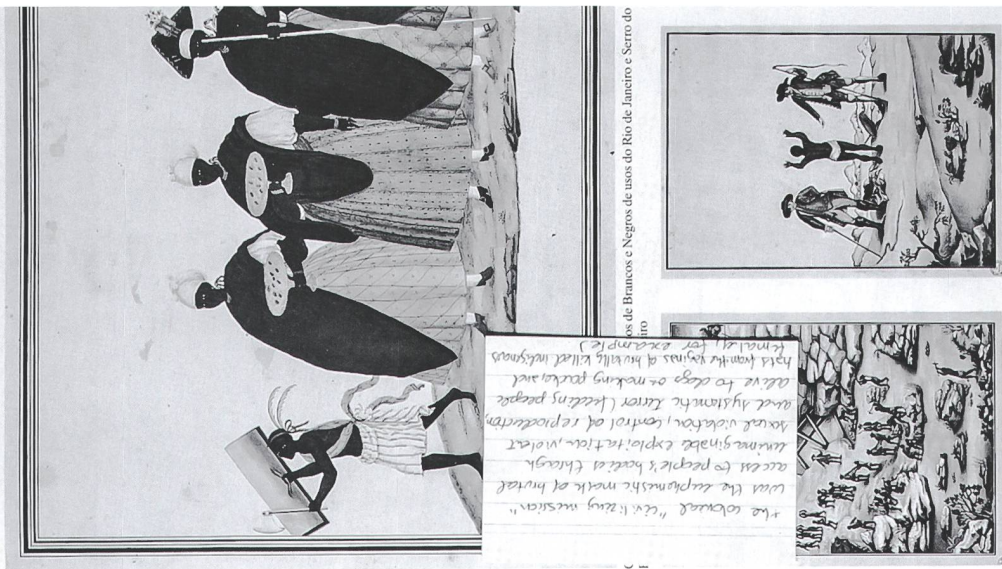 os de Brancos e Negros de usos do Rio de Janeiro e Serro do
iro
the colonial "civilizing mission"
was the euphemistic mask of brutal
access to people's bodies through
unimaginable exploitation, violent
sexual violation, control of reproduction,
and systematic terror (feeding people
alive to dogs or making packs and
hats from the vaginas of brutally killed indigenous
females, for example)